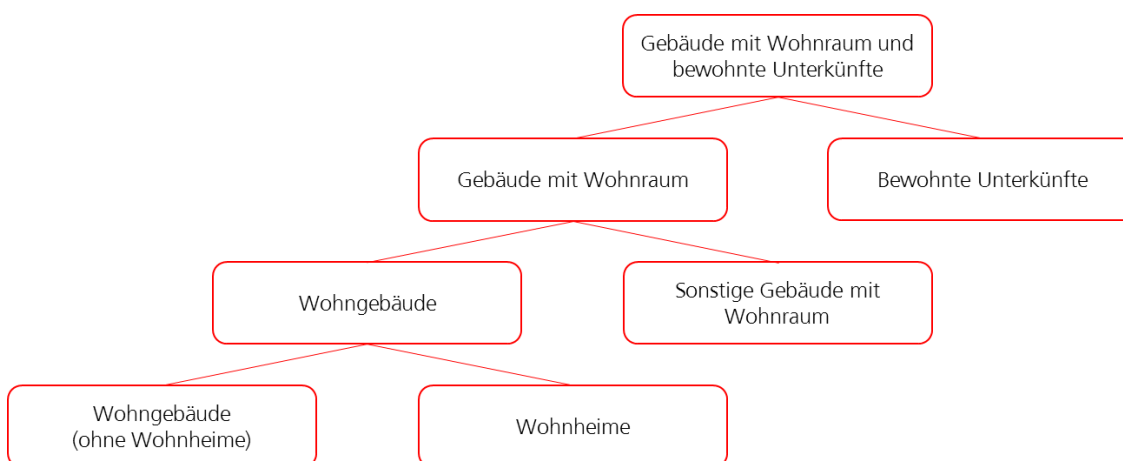 Gebäude mit Wohnraum und
bewohnte Unterkünfte
Gebäude mit Wohnraum
Bewohnte Unterkünfte
Wohngebäude
Sonstige Gebäude mit
Wohnraum
Wohngebäude
(ohne Wohnheime)
Wohnheime